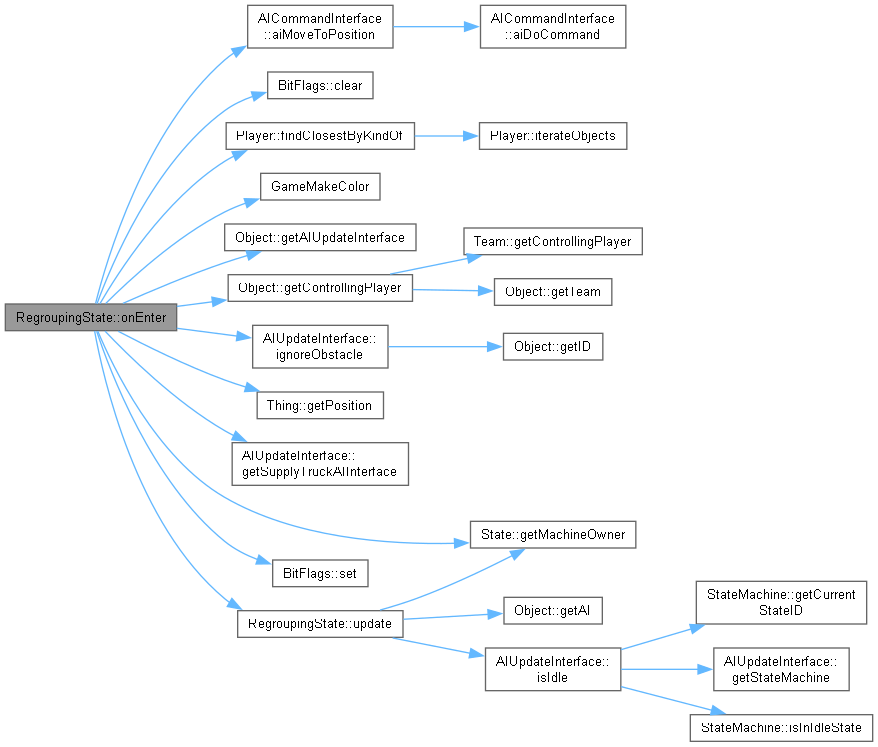 AICommandInterface
::aiMoveToPosition
AICommandInterface
::aiDoCommand
BitFlags::clear
Player::findClosestByKindOf
Player::iterateObjects
GameMakeColor
Object::getAIUpdateInterface
Team::getControllingPlayer
Object::getControllingPlayer
Object::getTeam
RegroupingState::onEnter
AIUpdateInterface::
ignoreObstacle
Object::getID
Thing::getPosition
AIUpdateInterface::
getSupplyTruckAIInterface
State::getMachineOwner
BitFlags::set
RegroupingState::update
Object::getAI
StateMachine::getCurrent
StateID
AIUpdateInterface::
isIdle
AIUpdateInterface::
getStateMachine
StateMachine::isInIdleState